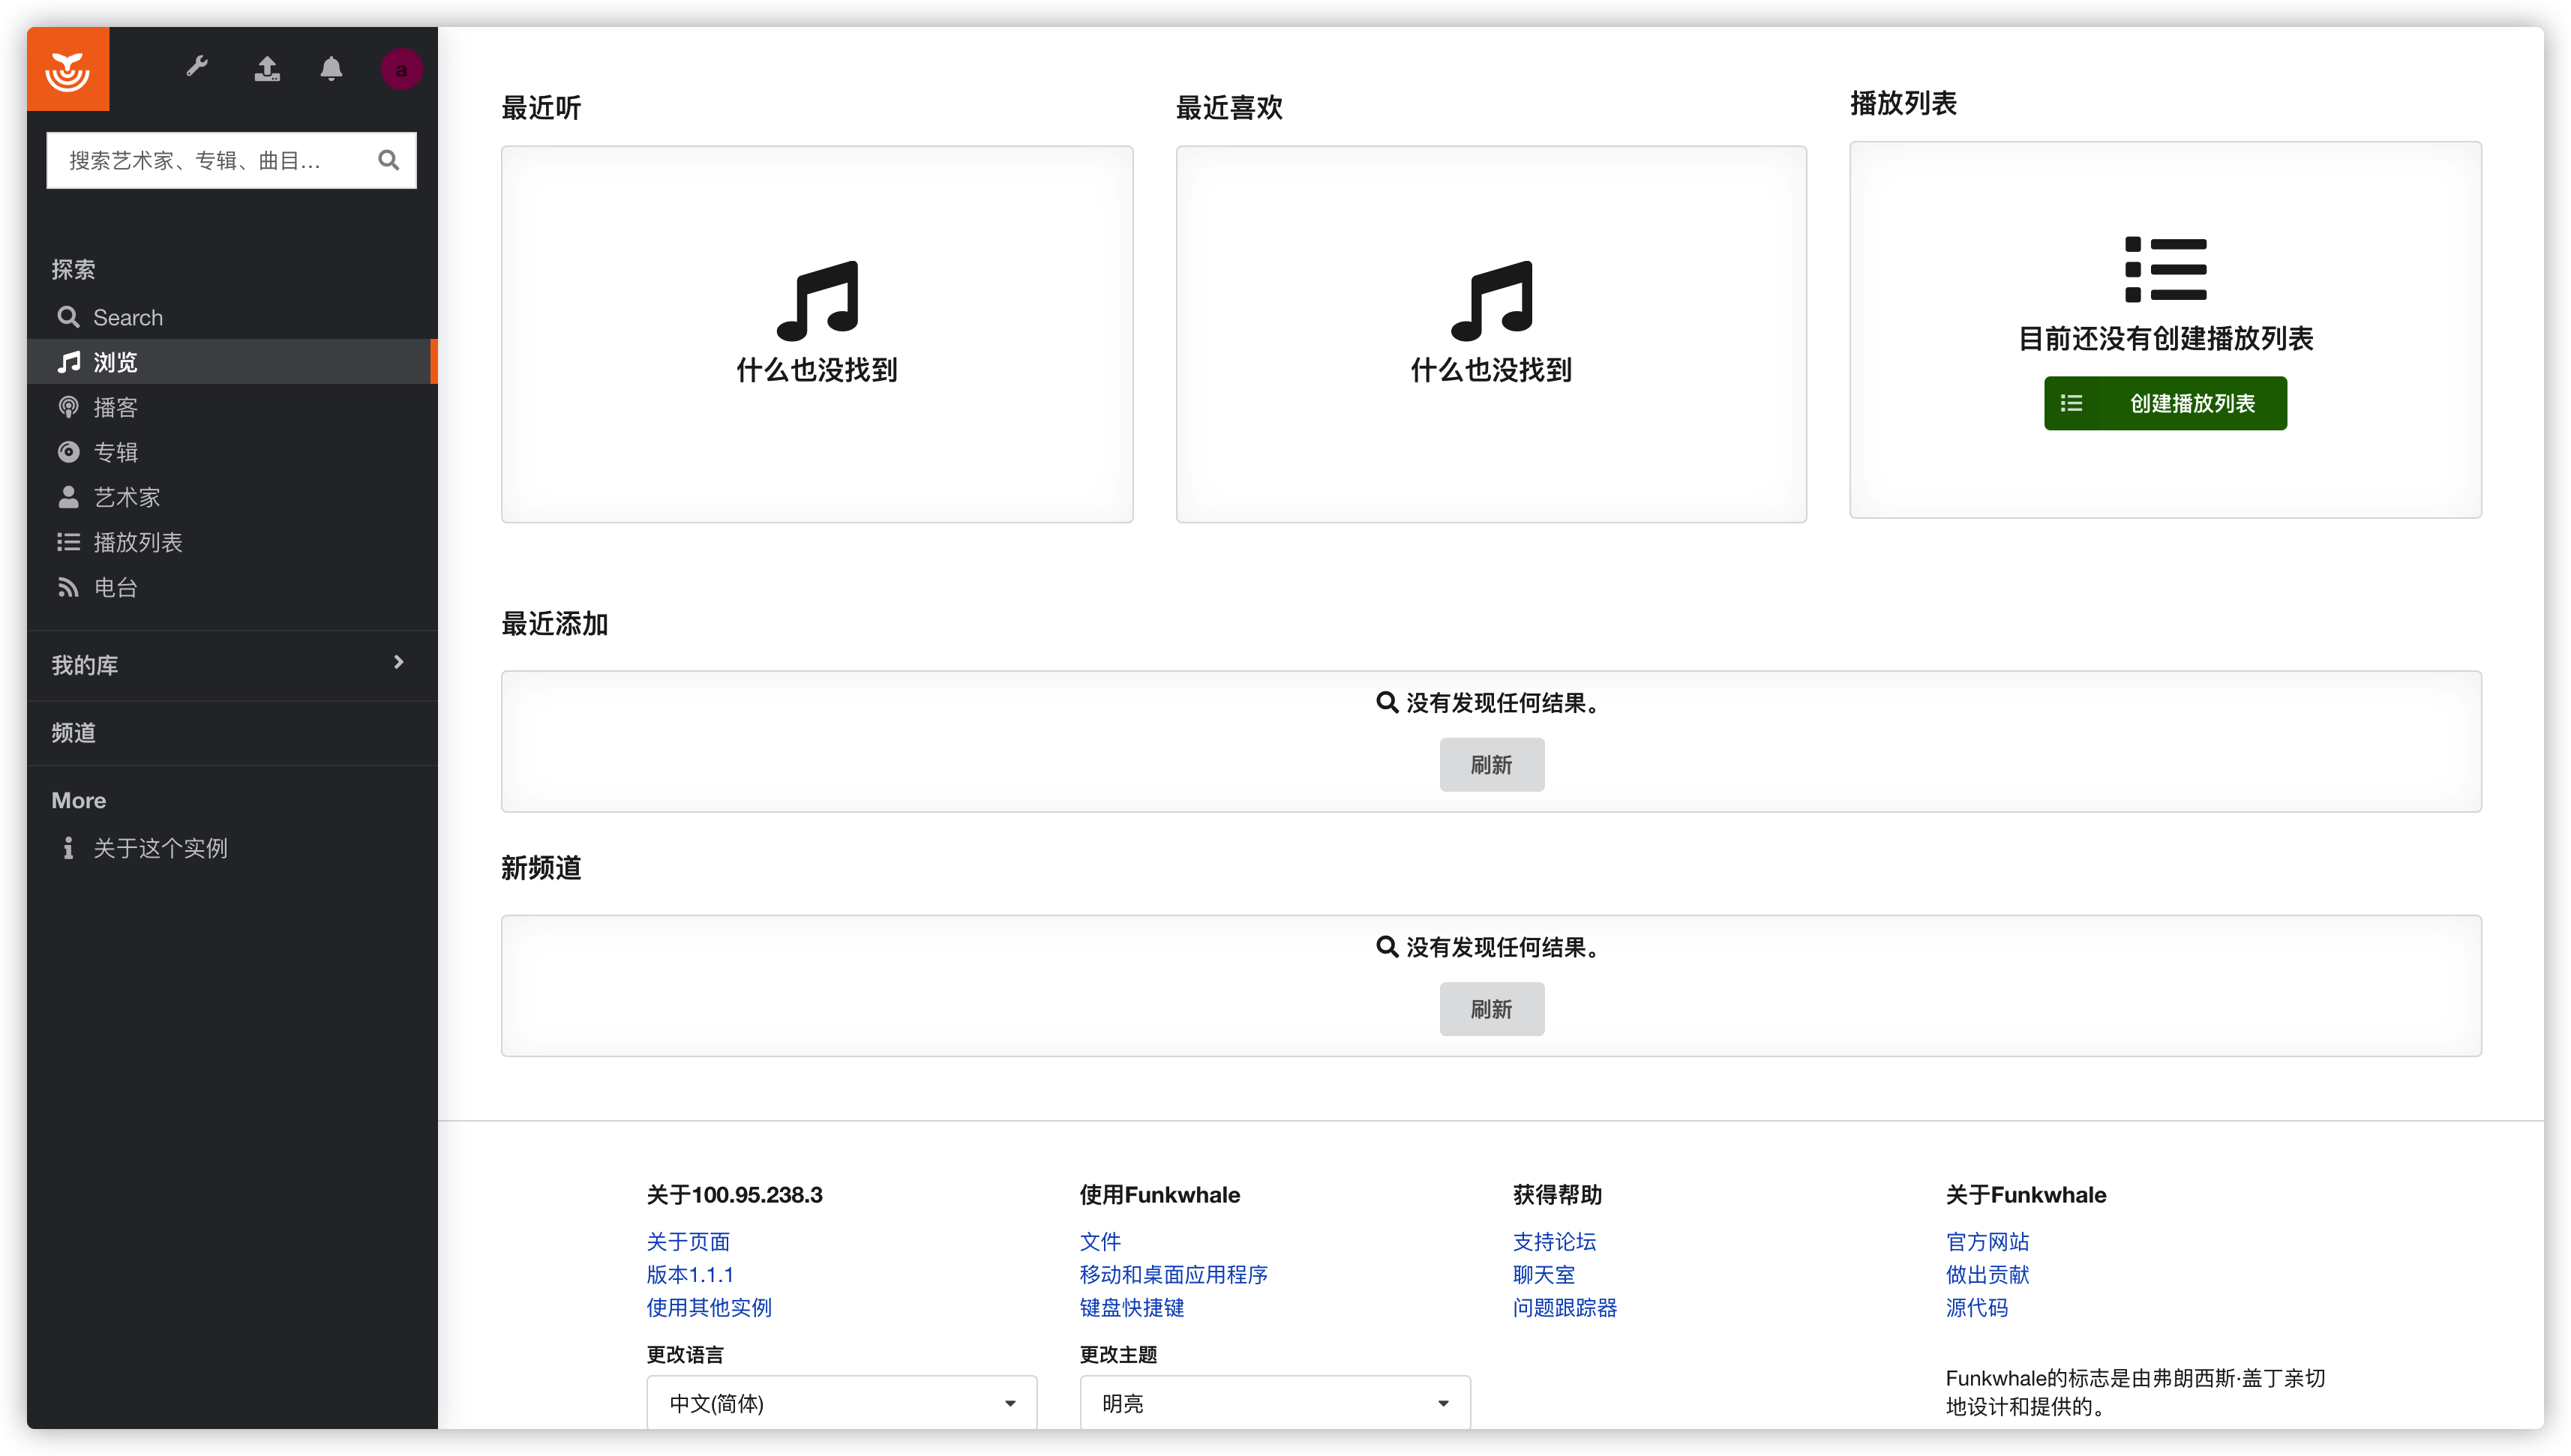 a
搜索艺术家、专辑、曲目...
探索
Search
浏览
播客
专辑
艺术家
播放列表
电台
我的库
频道
More
关于这个实例
最近听
什么也没找到
最近喜欢
什么也没找到
播放列表
目前还没有创建播放列表
创建播放列表
最近添加
没有发现任何结果。
刷新
新频道
没有发现任何结果。
刷新
关于100.95.238.3
关于页面
版本1.1.1
使用其他实例
更改语言
中文(简体)
使用Funkwhale
文件
移动和桌面应用程序
键盘快捷键
更改主题
明亮
获得帮助
支持论坛
聊天室
问题跟踪器
关于Funkwhale
官方网站
做出贡献
源代码
Funkwhale的标志是由弗朗西斯·盖丁亲切
地设计和提供的。